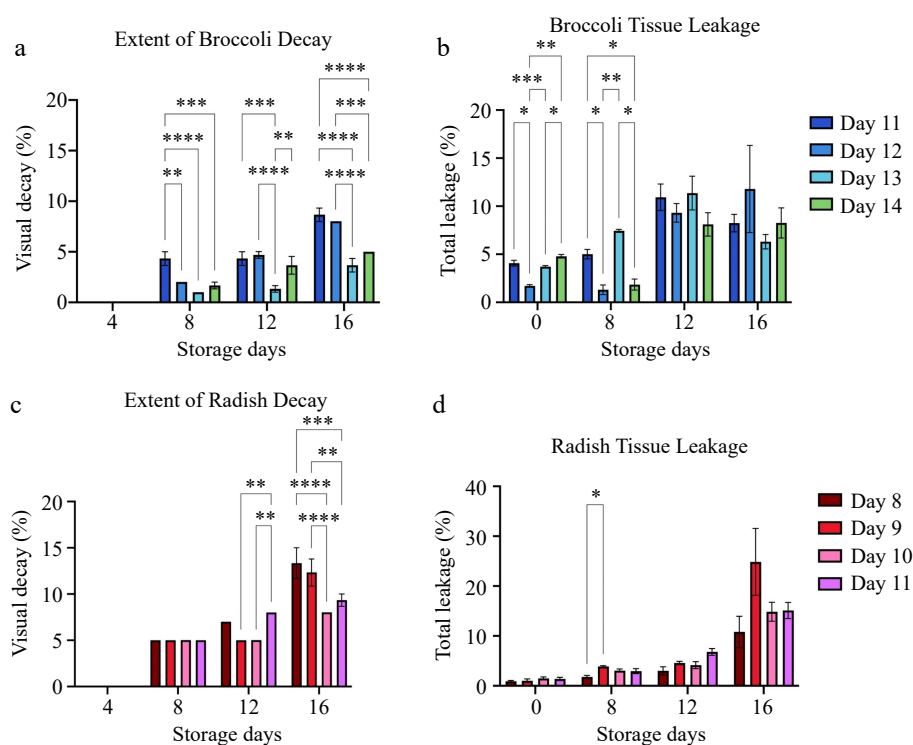 a
Extent of Broccoli Decay
****
*** *** ***
**** ** ****
** **** ****
Visual decay (%)
20
15
10
5
0
4 8 12 16
Storage days
b
Broccoli Tissue Leakage
** *
*** **
* * * *
Total leakage (%)
20
15
10
5
0
0 8 12 16
Storage days
Day 11
Day 12
Day 13
Day 14
c
Extent of Radish Decay
***
**
** ****
** ****
Visual decay (%)
20
15
10
5
0
4 8 12 16
Storage days
d
Radish Tissue Leakage
*
Total leakage (%)
40
30
20
10
0
0 8 12 16
Storage days
Day 8
Day 9
Day 10
Day 11